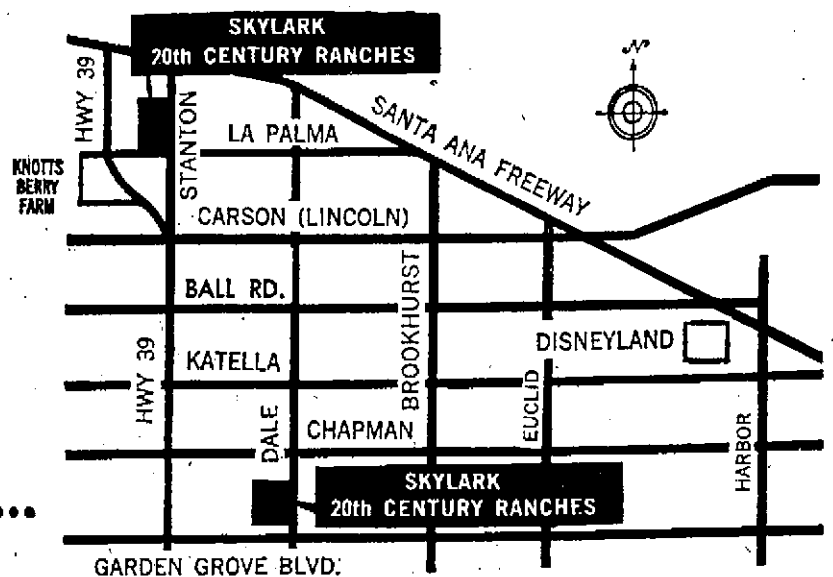 SKYLARK
20th CENTURY RANCHES
N
HWY 39
STANTON
LA PALMA
SANTA ANA FREEWAY
KNOTTS
BERRY
FARM
CARSON (LINCOLN)
BALL RD.
BROOKHURST
DISNEYLAND
HWY 39
KATELLA
EUCLID
DALE
CHAPMAN
HARBOR
SKYLARK
20th CENTURY RANCHES
GARDEN GROVE BLVD.